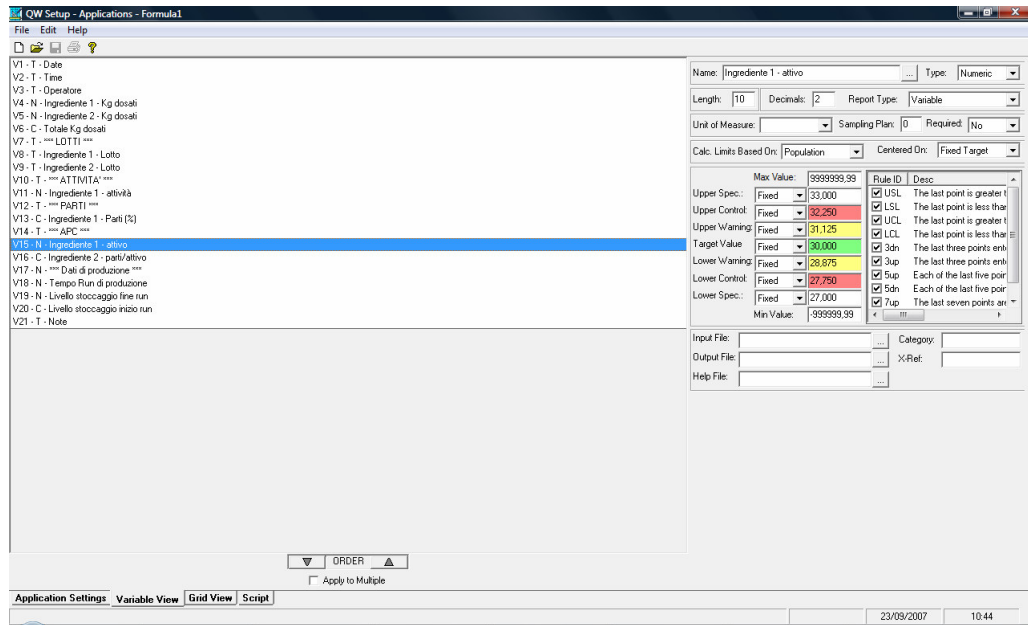 QW Setup - Applications - Formula1
File Edit Help
V1 - T - Date
V2 - T - Time
V3 - T - Operatore
V4 - N - Ingrediente 1 - Kg dosati
V5 - N - Ingrediente 2 - Kg dosati
V6 - C - Totale Kg dosati
V7 - T - *** LOTTI ***
V8 - T - Ingrediente 1 - Lotto
V9 - T - Ingrediente 2 - Lotto
V10 - T - *** ATTIVITA' ***
V11 - N - Ingrediente 1 - attività
V12 - T - *** PARTI ***
V13 - C - Ingrediente 1 - Parti (%)
V14 - T - *** APC ***
V15 - N - Ingrediente 1 - attivo
V16 - C - Ingrediente 2 - parti/attivo
V17 - N - *** Dati di produzione ***
V18 - N - Tempo Run di produzione
V19 - N - Livello stoccaggio fine run
V20 - C - Livello stoccaggio inizio run
V21 - T - Note
Name: Ingrediente 1 - attivo ... Type: Numeric
Length: 10 Decimals: 2 Report Type: Variable
Unit of Measure: Sampling Plan: 0 Required: No
Calc. Limits Based On: Population Centered On: Fixed Target
Max Value: 9999999,99
Upper Spec.: Fixed 33,000
Upper Control: Fixed 32,250
Upper Warning: Fixed 31,125
Target Value Fixed 30,000
Lower Warning: Fixed 28,875
Lower Control: Fixed 27,750
Lower Spec.: Fixed 27,000
Min Value: -999999,99
Rule ID Desc
USL The last point is greater t
LSL The last point is less thar
UCL The last point is greater t
LCL The last point is less thar
3dn The last three points ent
3up The last three points ent
5up Each of the last five poir
5dn Each of the last five poir
7up The last seven points are
Input File: ... Category:
Output File: ... X-Ref:
Help File: ...
ORDER
Apply to Multiple
Application Settings Variable View Grid View Script
23/09/2007 10:44